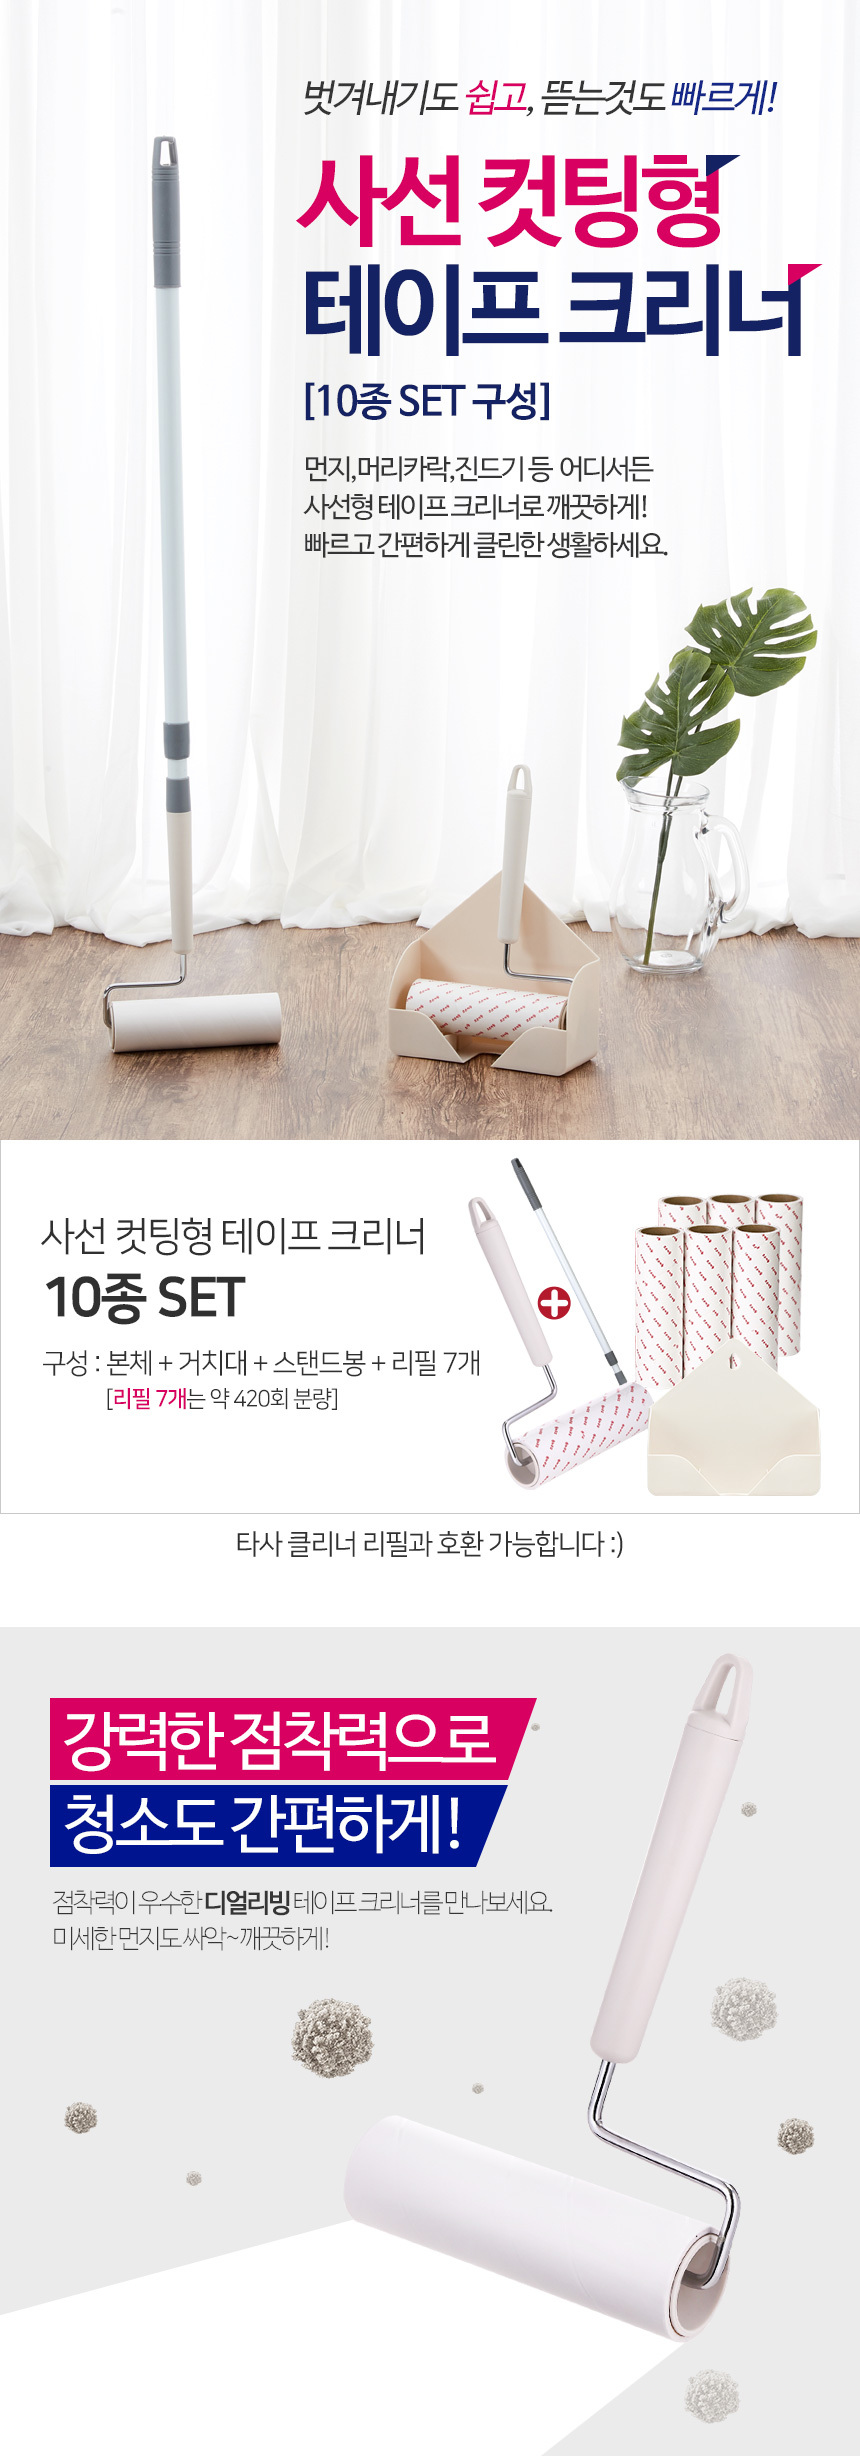 벗겨내기도 쉽고, 뜯는것도 빠르게!
사선 컷팅형
테이프 크리너
[10종 SET 구성]
먼지,머리카락,진드기 등 어디서든
사선형 테이프 크리너로 깨끗하게!
빠르고 간편하게 클린한 생활하세요.
사선 컷팅형 테이프 크리너
10종 SET
구성 : 본체 + 거치대 + 스탠드봉 + 리필 7개
[리필 7개는 약 420회 분량]
타사 클리너 리필과 호환 가능합니다 :)
강력한 점착력으로
청소도 간편하게!
점착력이 우수한 디얼리빙 테이프 크리너를 만나보세요.
미세한 먼지도 싸악~깨끗하게!